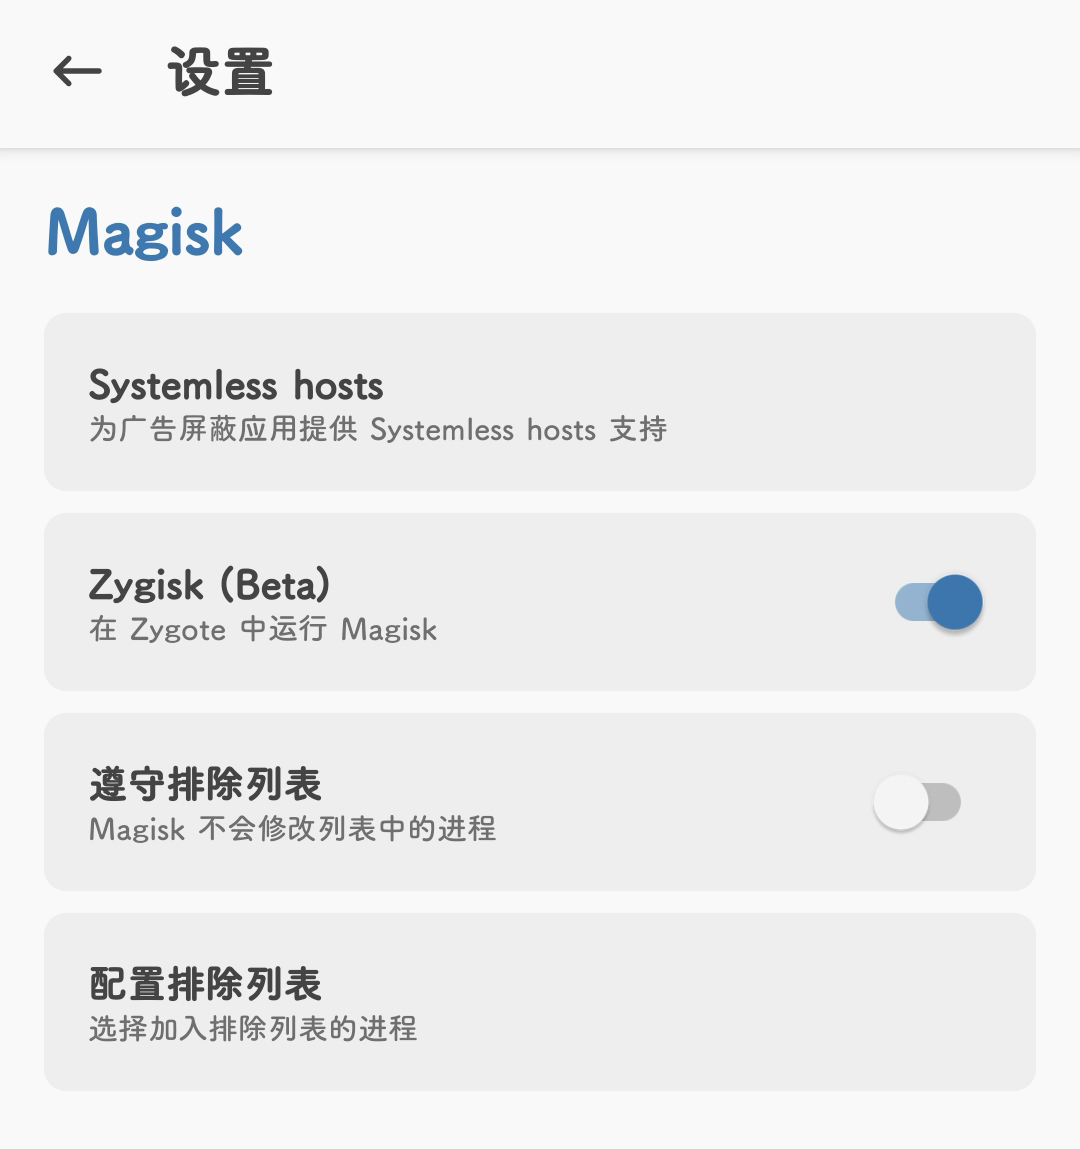 设置
Magisk
Systemless hosts
为广告屏蔽应用提供 Systemless hosts 支持
Zygisk (Beta)
在 Zygote 中运行 Magisk
遵守排除列表
Magisk 不会修改列表中的进程
配置排除列表
选择加入排除列表的进程